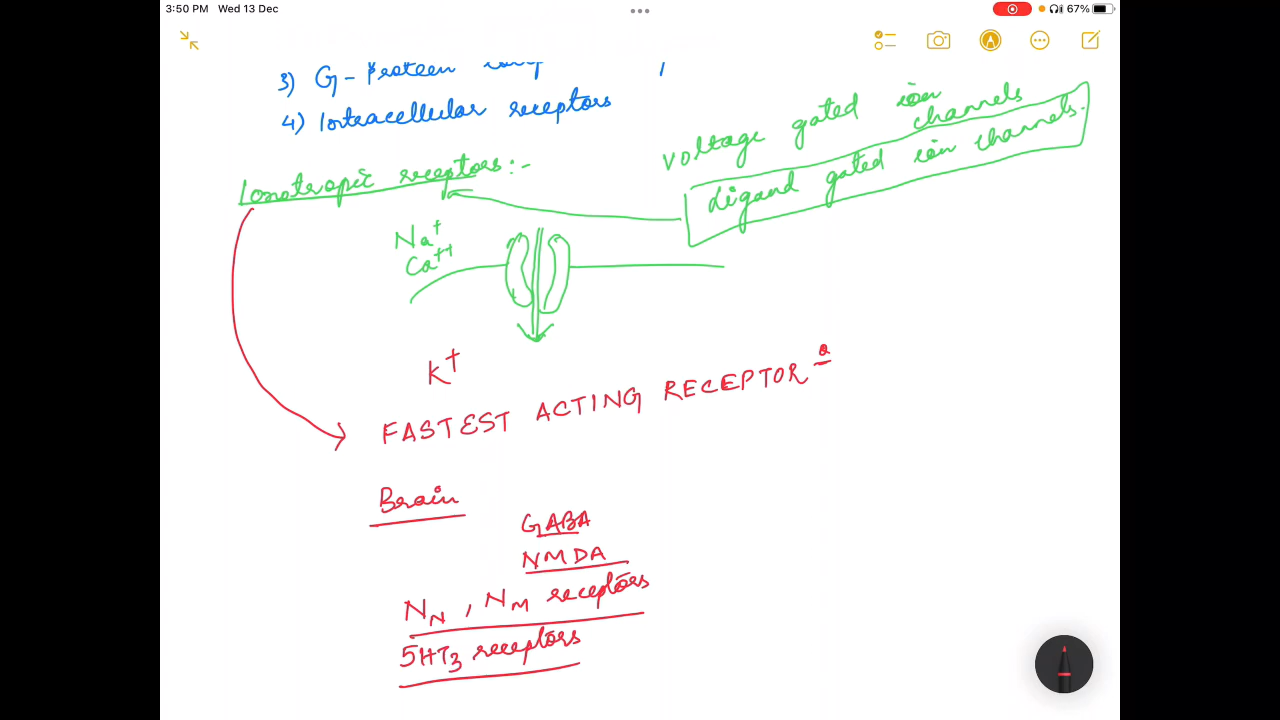 3:50 PM Wed 13 Dec
67%
3) G-Protein
4) Intracellular receptors
voltage gated ion channels
Ligand gated ion channels.
Ionotropic receptors:-
Na+
Ca++
K+
FASTEST ACTING RECEPTOR
Brain
GABA
NMDA
NN, NM receptors
5HT3 receptors